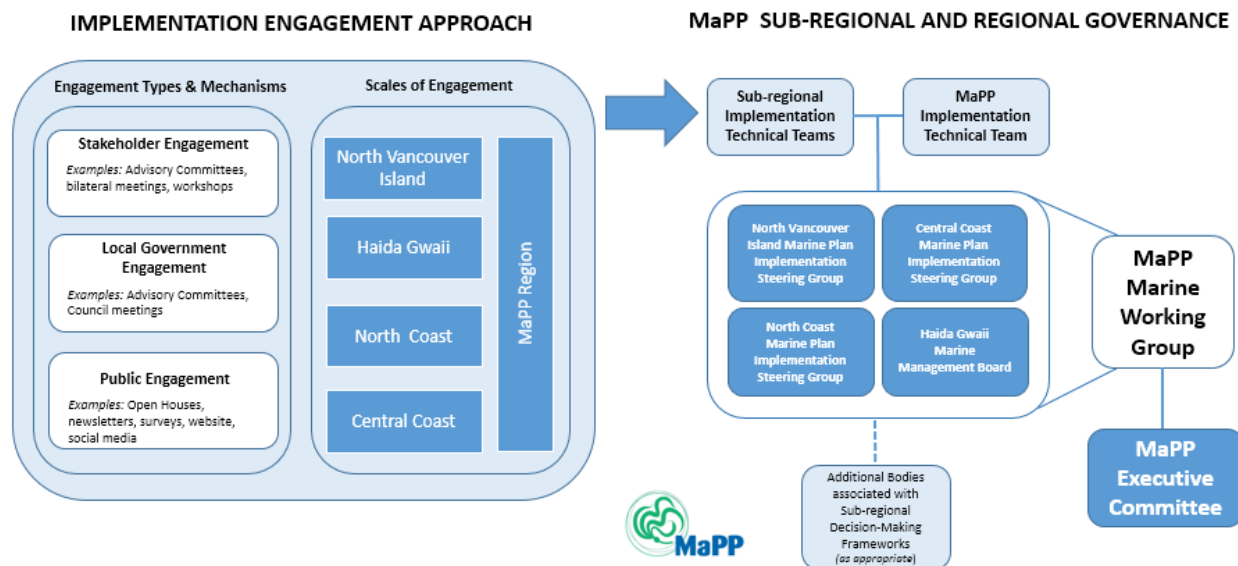 IMPLEMENTATION ENGAGEMENT APPROACH
Engagement Types & Mechanisms
Stakeholder Engagement
Examples: Advisory Committees,
bilateral meetings, workshops
Local Government
Engagement
Examples: Advisory Committees,
Council meetings
Public Engagement
Examples: Open Houses,
newsletters, surveys, website,
social media
Scales of Engagement
North Vancouver
Island
Haida Gwaii
North Coast
Central Coast
MaPP Region
MaPP SUB-REGIONAL AND REGIONAL GOVERNANCE
Sub-regional
Implementation
Technical Teams
MaPP
Implementation
Technical Team
North Vancouver
Island Marine Plan
Implementation
Steering Group
Central Coast
Marine Plan
Implementation
Steering Group
North Coast
Marine Plan
Implementation
Steering Group
Haida Gwaii
Marine
Management Board
MaPP
Marine
Working
Group
MaPP
Executive
Committee
Additional Bodies
associated with
Sub-regional
Decision-Making
Frameworks
(as appropriate)
MaPP